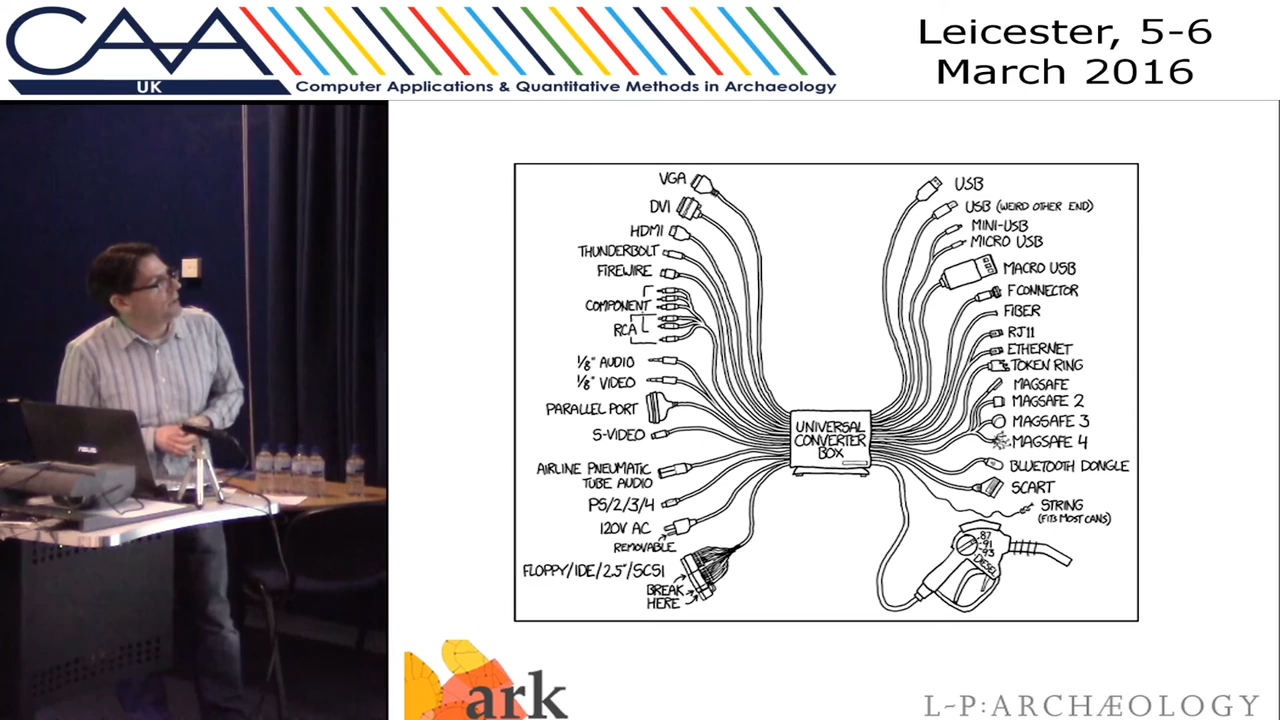 CAA
UK
Computer Applications & Quantitative Methods in Archaeology
Leicester, 5-6
March 2016
VGA
DVI
HDMI
THUNDERBOLT
FIREWIRE
COMPONENT
RCA
1/8" AUDIO
1/8" VIDEO
PARALLEL PORT
S-VIDEO
AIRLINE PNEUMATIC
TUBE AUDIO
PS/2/3/4
120V AC
REMOVABLE
FLOPPY/IDE/2.5"/SCSI
BREAK
HERE
UNIVERSAL
CONVERTER
BOX
USB
USB (WEIRD OTHER END)
MINI-USB
MICRO USB
MACRO USB
F CONNECTOR
FIBER
RJ11
ETHERNET
TOKEN RING
MAGSAFE
MAGSAFE 2
MAGSAFE 3
MAGSAFE 4
BLUETOOTH DONGLE
SCART
STRING
(FITS MOST CANS)
87
91
93
DIESEL
ASUS
ark
L-P:ARCHÆOLOGY